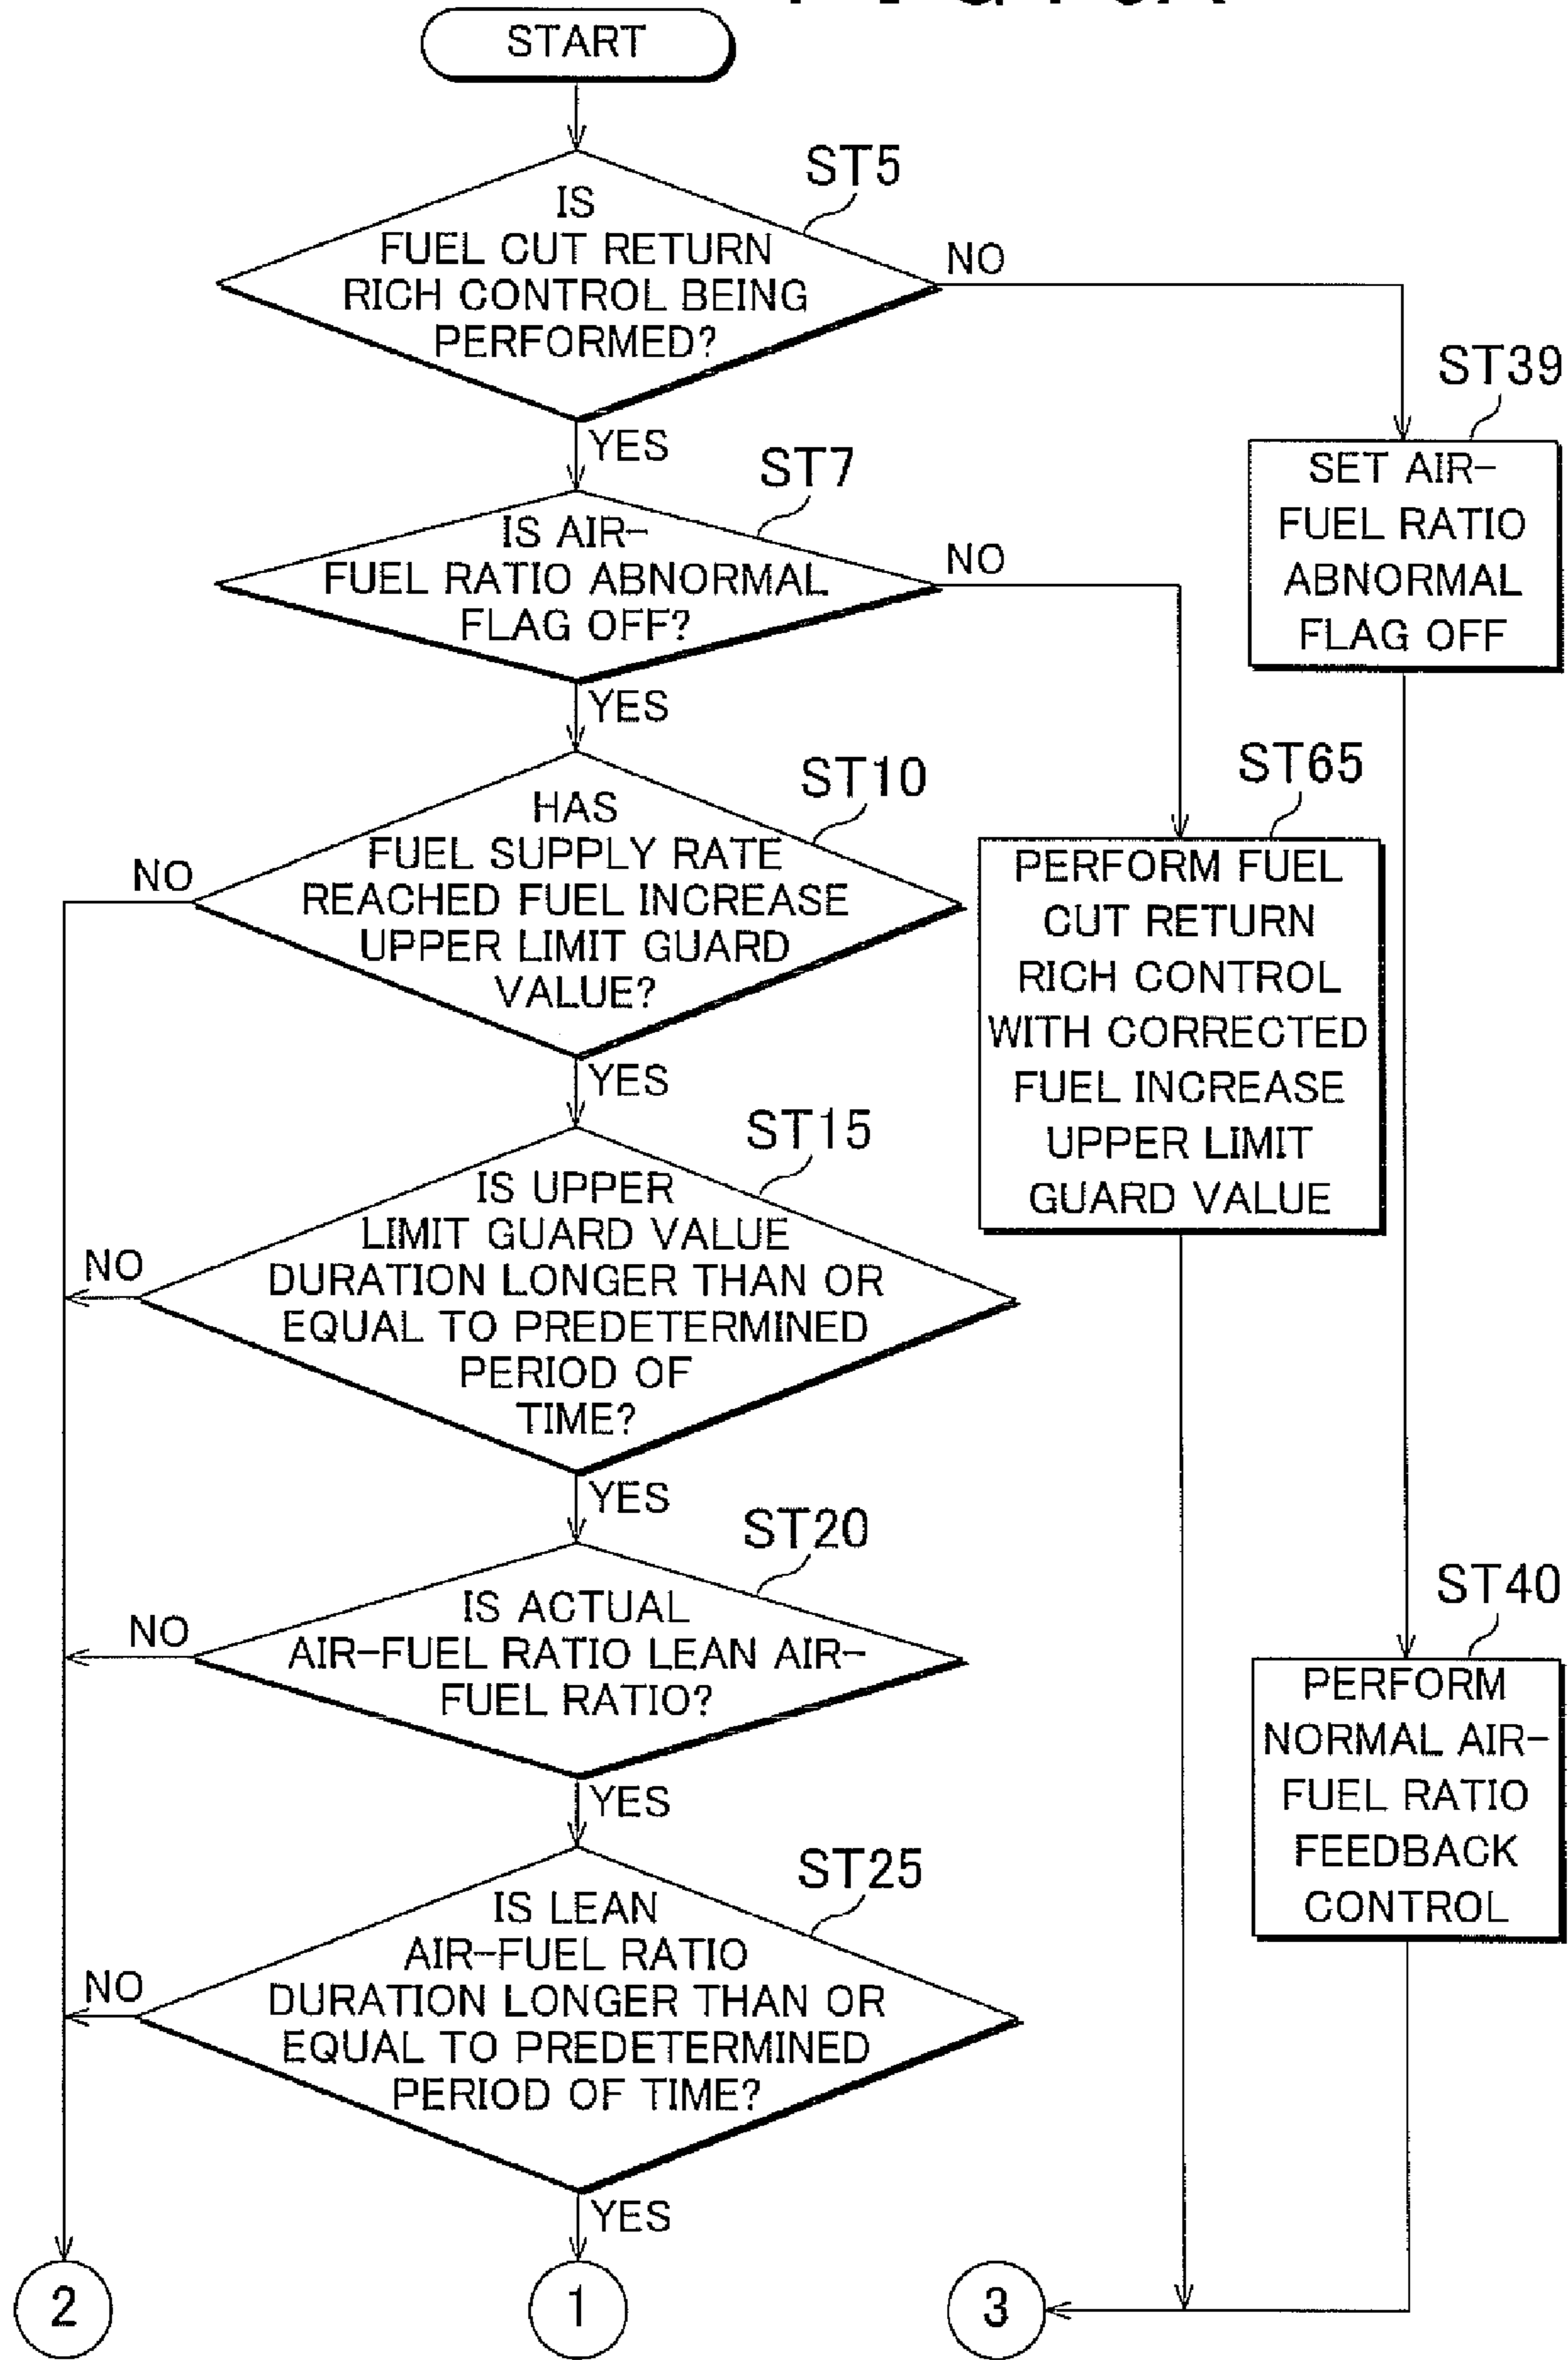 START
ST5
IS
FUEL CUT RETURN
RICH CONTROL BEING
PERFORMED?
NO
YES
ST39
SET AIR-
FUEL RATIO
ABNORMAL
FLAG OFF
ST7
IS AIR-
FUEL RATIO ABNORMAL
FLAG OFF?
NO
YES
ST10
HAS
FUEL SUPPLY RATE
REACHED FUEL INCREASE
UPPER LIMIT GUARD
VALUE?
NO
YES
ST65
PERFORM FUEL
CUT RETURN
RICH CONTROL
WITH CORRECTED
FUEL INCREASE
UPPER LIMIT
GUARD VALUE
ST15
IS UPPER
LIMIT GUARD VALUE
DURATION LONGER THAN OR
EQUAL TO PREDETERMINED
PERIOD OF
TIME?
NO
YES
ST20
IS ACTUAL
AIR-FUEL RATIO LEAN AIR-
FUEL RATIO?
NO
YES
ST40
PERFORM
NORMAL AIR-
FUEL RATIO
FEEDBACK
CONTROL
ST25
IS LEAN
AIR-FUEL RATIO
DURATION LONGER THAN OR
EQUAL TO PREDETERMINED
PERIOD OF TIME?
NO
YES
2
1
3